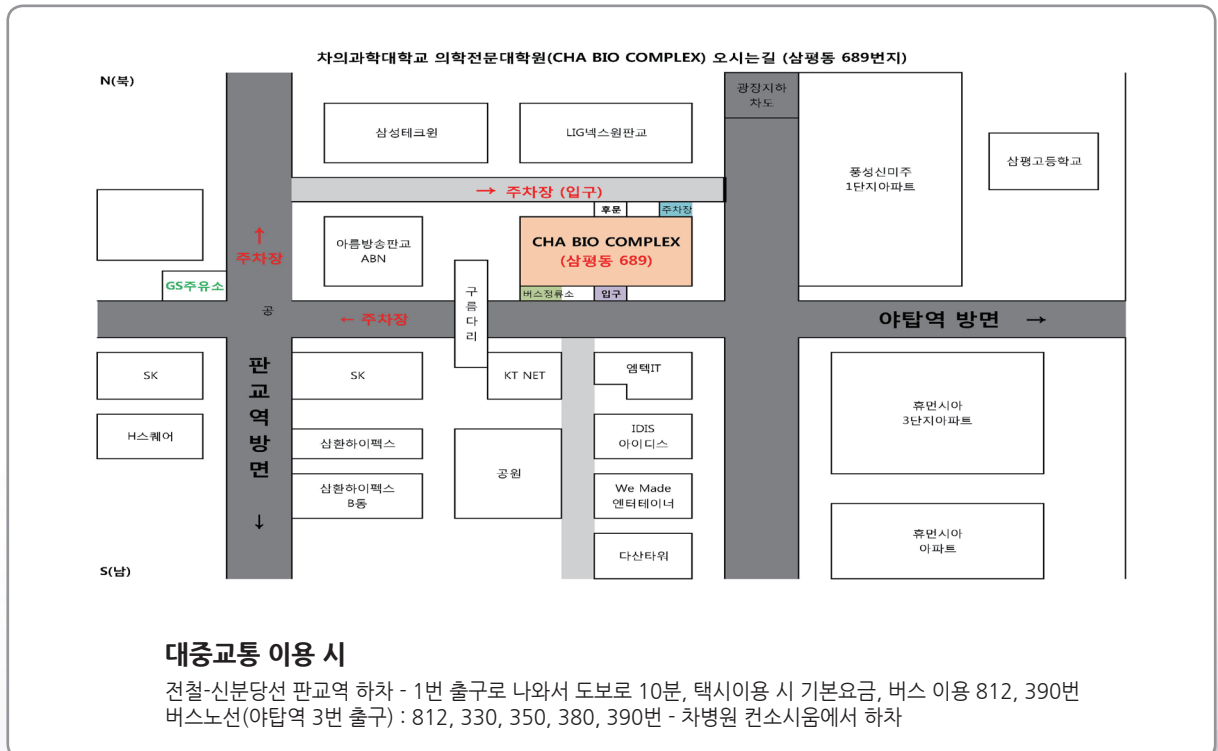 차의과학대학교 의학전문대학원(CHA BIO COMPLEX) 오시는길 (삼평동 689번지)
N(북)
광장지하
차도
삼성테크윈
LIG넥스원판교
삼평고등학교
풍성신미주
1단지아파트
→ 주차장 (입구)
후문
주차장
아름방송판교
ABN
CHA BIO COMPLEX
(삼평동 689)
↑
주차장
GS주유소
구름다리
버스정류소
입구
공
← 주차장
야탑역 방면 →
판교역방면 ↓
SK
SK
KT NET
엠텍IT
H스퀘어
삼환하이펙스
공원
IDIS
아이디스
휴먼시아
3단지아파트
삼환하이펙스
B동
We Made
엔터테이너
다산타워
휴먼시아
아파트
S(남)
대중교통 이용 시
전철-신분당선 판교역 하차 - 1번 출구로 나와서 도보로 10분, 택시이용 시 기본요금, 버스 이용 812, 390번
버스노선(야탑역 3번 출구) : 812, 330, 350, 380, 390번 - 차병원 컨소시움에서 하차